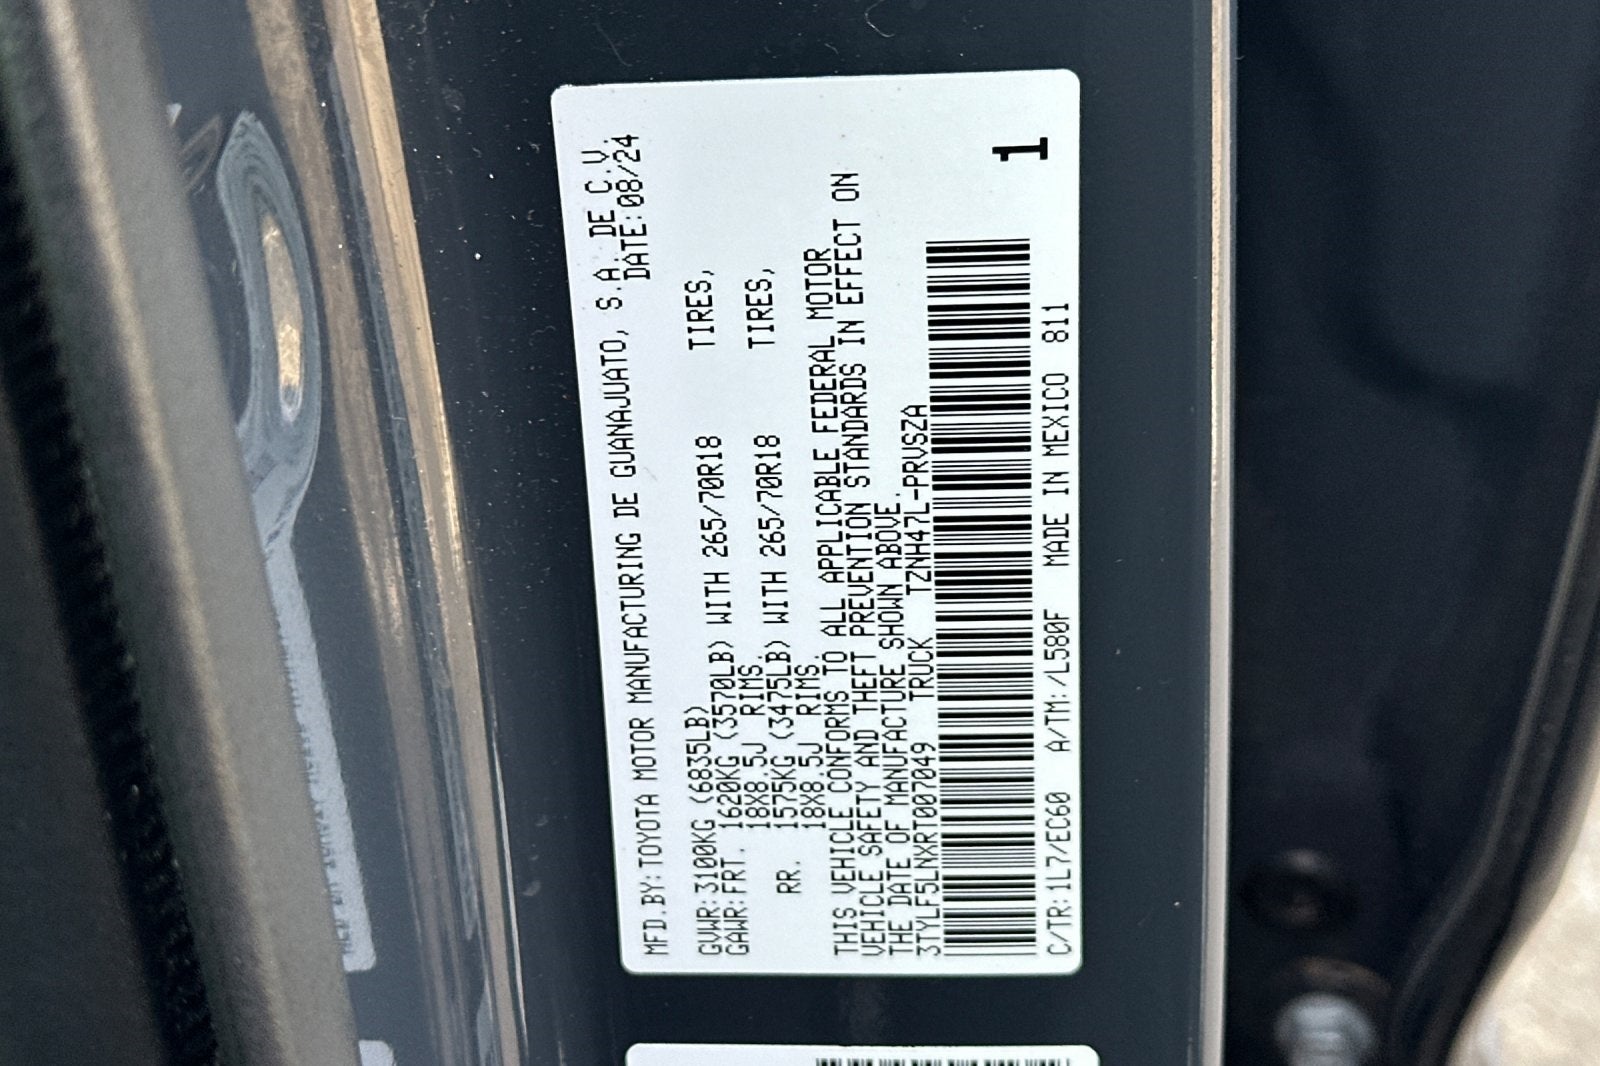 MFD.BY:TOYOTA MOTOR MANUFACTURING DE GUANAJUATO, S.A. DE C.V.
DATE:08/24
GVWR:3100KG (6835LB)
GAWR:FRT. 1620KG (3570LB) WITH 265/70R18 TIRES,
18X8.5J RIMS.
RR. 1575KG (3475LB) WITH 265/70R18 TIRES,
18X8.5J RIMS.
THIS VEHICLE CONFORMS TO ALL APPLICABLE FEDERAL MOTOR
VEHICLE SAFETY AND THEFT PREVENTION STANDARDS IN EFFECT ON
THE DATE OF MANUFACTURE SHOWN ABOVE.
3TYLF5LNXRT007049 TRUCK TZNH47L-PRVSZA
1
C/TR:1L7/EC60 A/TM:/L580F MADE IN MEXICO 811